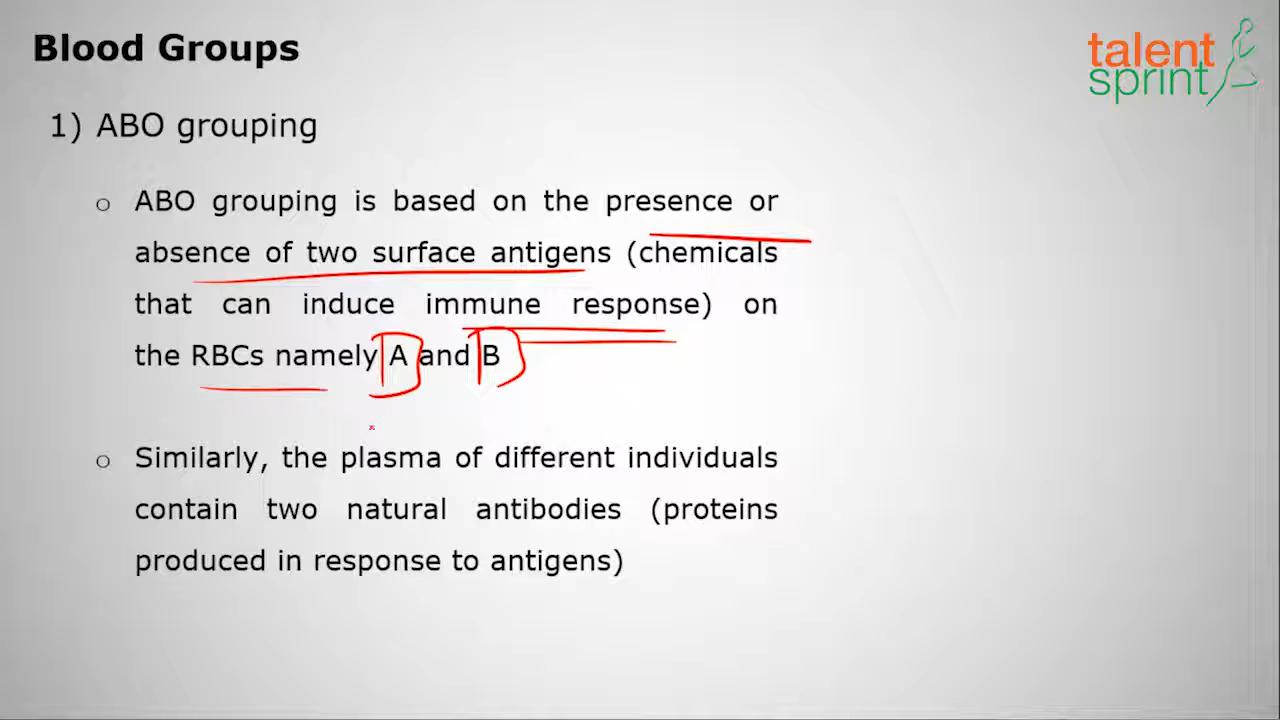 Blood Groups
talent
sprint
1) ABO grouping
o ABO grouping is based on the presence or
absence of two surface antigens (chemicals
that can induce immune response) on
the RBCs namely A and B
o Similarly, the plasma of different individuals
contain two natural antibodies (proteins
produced in response to antigens)